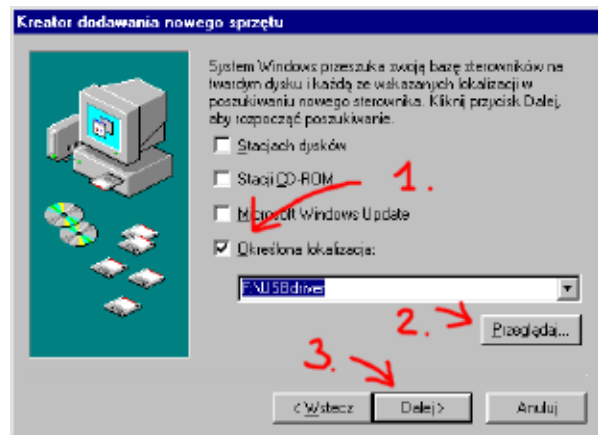 Kreator dodawania nowego sprzętu
System Windows przeszuka swoją bazę sterowników na
twardym dysku i każdą ze wskazanych lokalizacji w
poszukiwaniu nowego sterownika. Kliknij przycisk Dalej,
aby rozpocząć poszukiwanie.
Stacjach dysków
Stacji CD-ROM
1.
Microsoft Windows Update
Określona lokalizacja:
F:\USBdriver
2.
Przeglądaj...
3.
< Wstecz
Dalej >
Anuluj